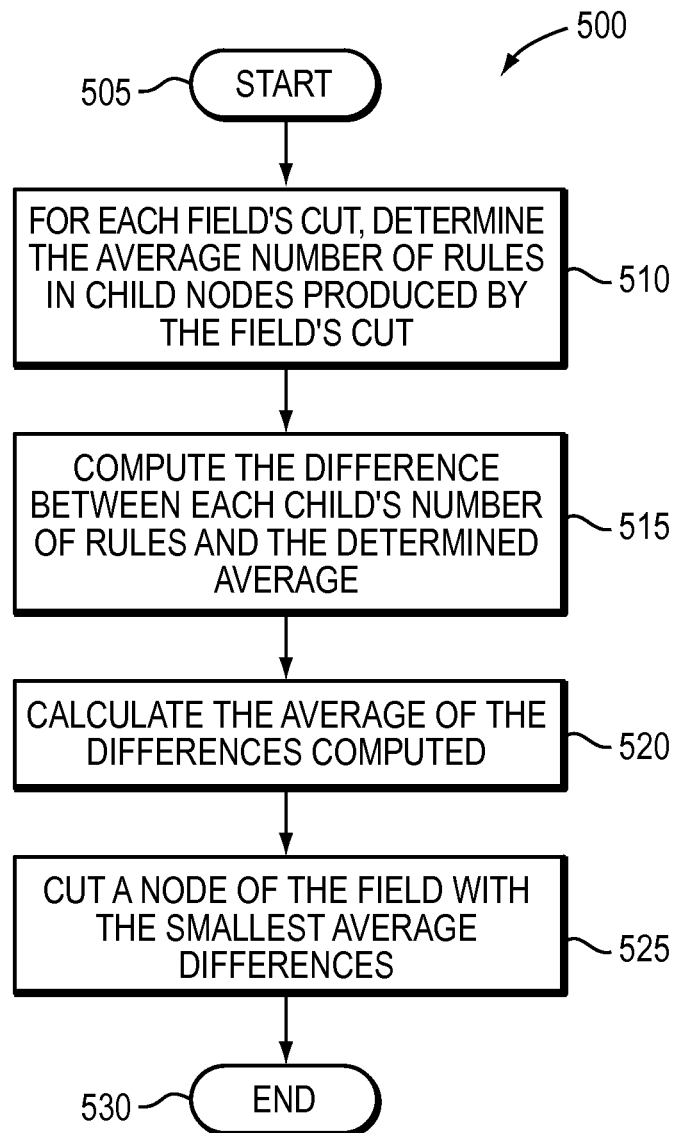 500
505
START
FOR EACH FIELD'S CUT, DETERMINE
THE AVERAGE NUMBER OF RULES
IN CHILD NODES PRODUCED BY
THE FIELD'S CUT
510
COMPUTE THE DIFFERENCE
BETWEEN EACH CHILD'S NUMBER
OF RULES AND THE DETERMINED
AVERAGE
515
CALCULATE THE AVERAGE OF THE
DIFFERENCES COMPUTED
520
CUT A NODE OF THE FIELD WITH
THE SMALLEST AVERAGE
DIFFERENCES
525
530
END